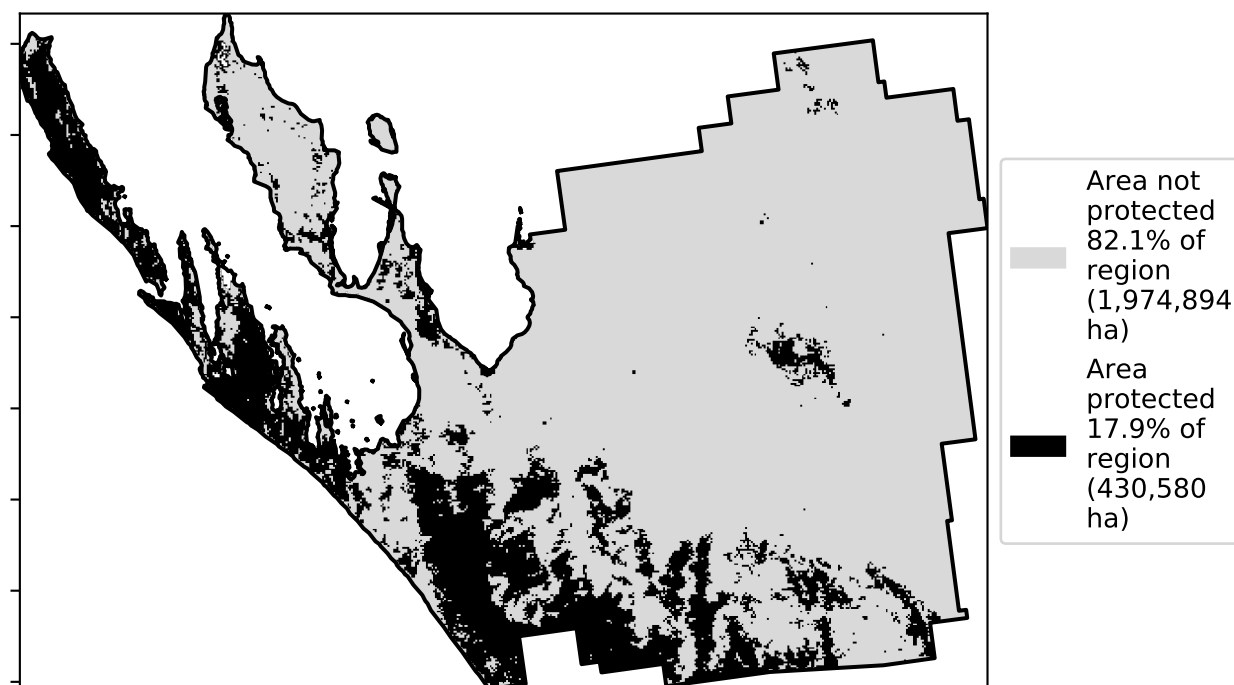 Area not
protected
82.1% of
region
(1,974,894
ha)
Area
protected
17.9% of
region
(430,580
ha)